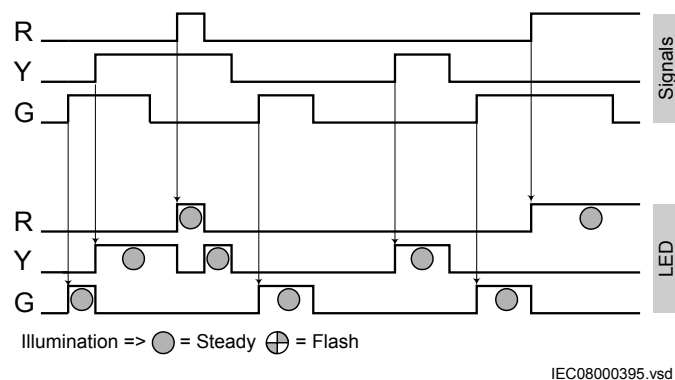 R
Y
G
Signals
R
Y
G
LED
Illumination => = Steady = Flash
IEC08000395.vsd